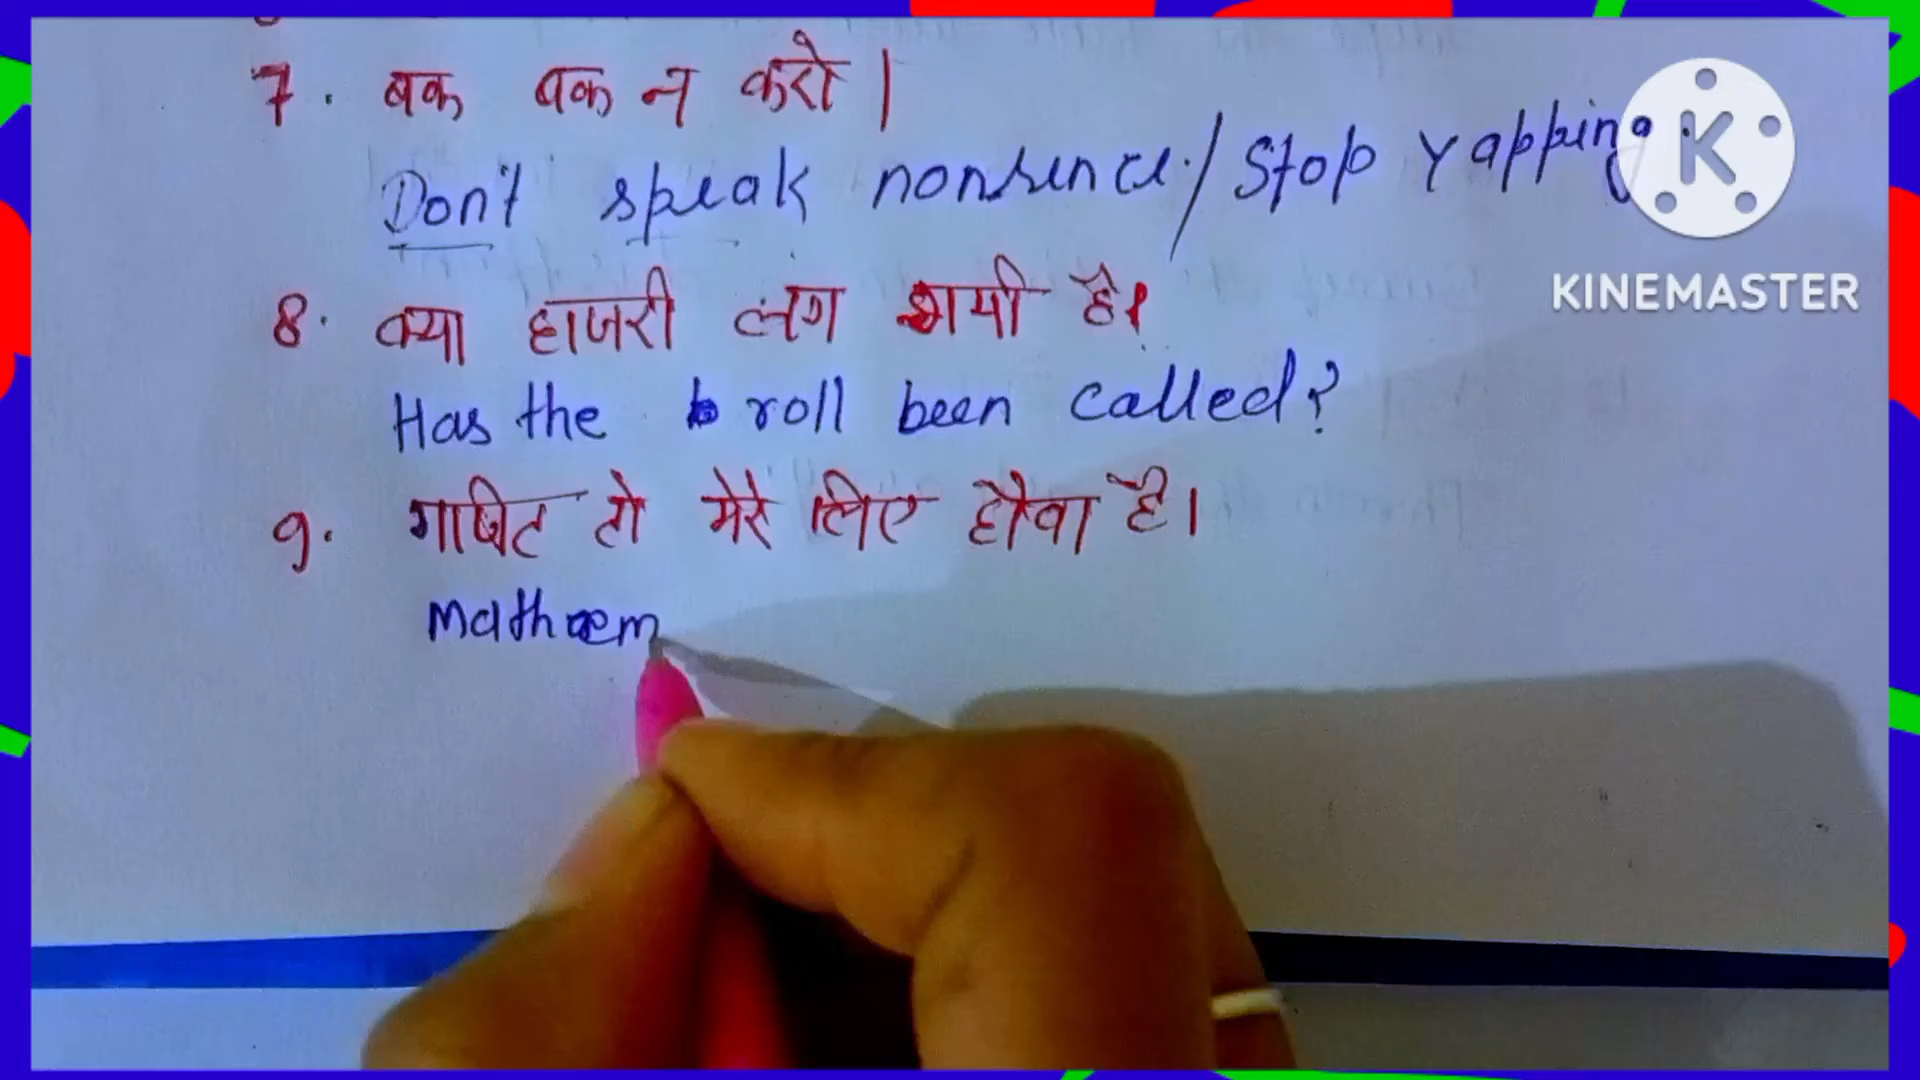 7. बक बक न करो |
Don't speak nonsence. / Stop Yapping.
8. क्या हाजरी लग गयी है?
Has the roll been called?
9. गणित तो मेरे लिए हौवा है।
Mathem
KINEMASTER